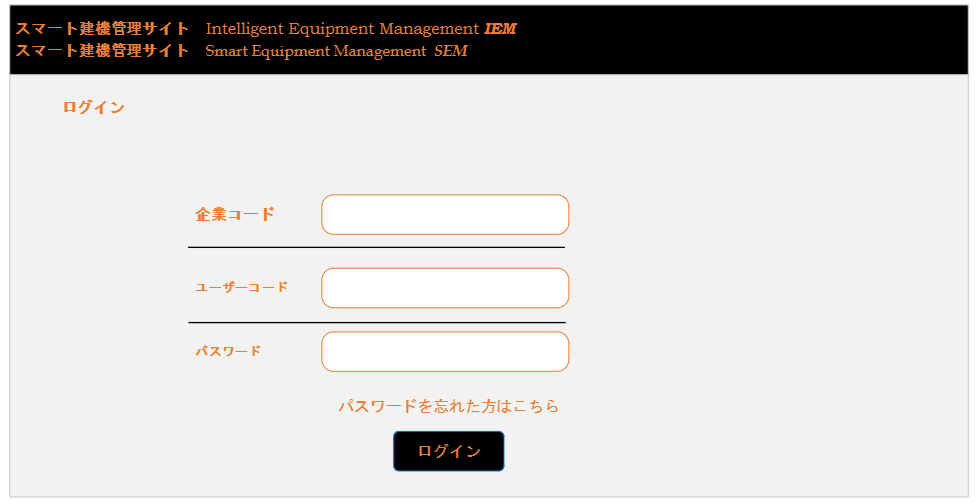 スマート建機管理サイト Intelligent Equipment Management IEM
スマート建機管理サイト Smart Equipment Management SEM
ログイン
企業コード
ユーザーコード
パスワード
パスワードを忘れた方はこちら
ログイン